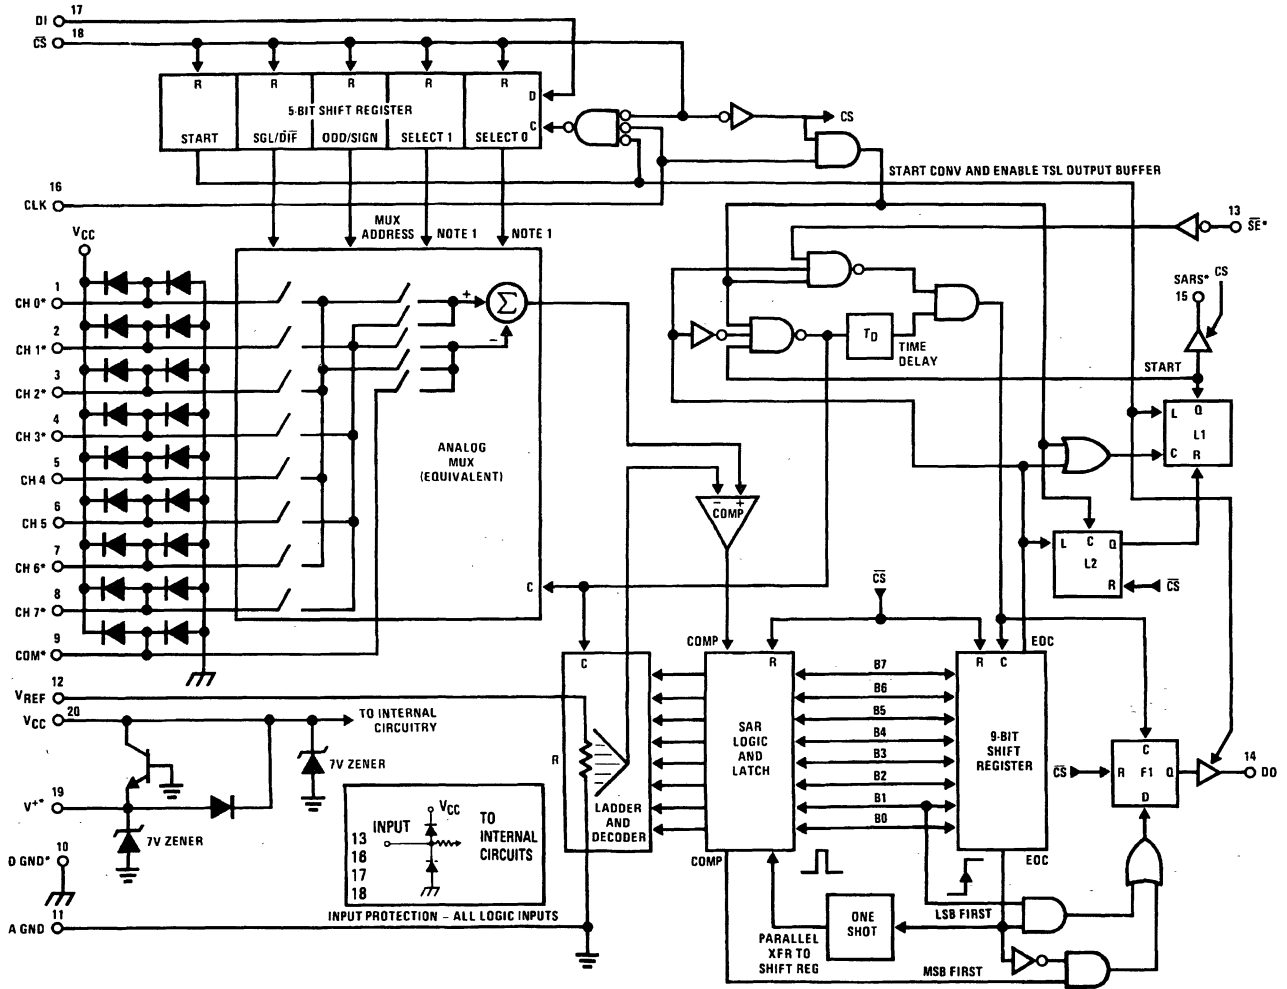 DI 17
CS 18
R R R R R
5-BIT SHIFT REGISTER
D
C
START SGL/DIF ODD/SIGN SELECT 1 SELECT 0
CS
START CONV AND ENABLE TSL OUTPUT BUFFER
16
CLK
VCC
MUX
ADDRESS
NOTE 1 NOTE 1
13
SE*
1
CH 0*
2
CH 1*
3
CH 2*
4
CH 3*
5
CH 4
6
CH 5
7
CH 6*
8
CH 7*
9
COM*
+
Σ
−
ANALOG
MUX
(EQUIVALENT)
C
TD
TIME
DELAY
SARS* CS
15
START
L Q
L1
C R
− +
COMP
L C Q
L2
R CS
CS
COMP
R
R C
EOC
12
VREF
VCC 20
TO INTERNAL
CIRCUITRY
7V ZENER
19
V+*
7V ZENER
D GND* 10
11
A GND
C
R
LADDER
AND
DECODER
SAR
LOGIC
AND
LATCH
B7
B6
B5
B4
B3
B2
B1
B0
9-BIT
SHIFT
REGISTER
CS
C
R F1 Q
D
14
DO
VCC
INPUT
13
16
17
18
TO
INTERNAL
CIRCUITS
INPUT PROTECTION – ALL LOGIC INPUTS
COMP
EOC
ONE
SHOT
PARALLEL
XFR TO
SHIFT REG
LSB FIRST
MSB FIRST